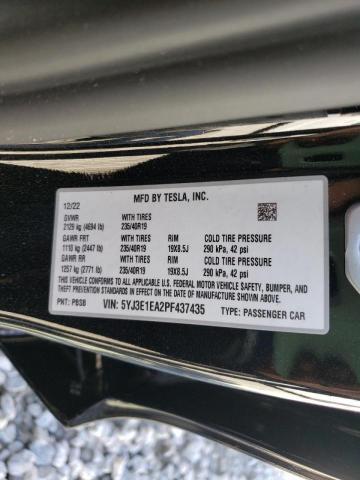 MFD BY TESLA, INC.
12/22
GVWR WITH TIRES
2129 kg (4694 lb) 235/40R19
GAWR FRT WITH TIRES RIM COLD TIRE PRESSURE
1110 kg (2447 lb) 235/40R19 19X8.5J 290 kPa, 42 psi
GAWR RR WITH TIRES RIM COLD TIRE PRESSURE
1257 kg (2771 lb) 235/40R19 19X8.5J 290 kPa, 42 psi
THIS VEHICLE CONFORMS TO ALL APPLICABLE U.S. FEDERAL MOTOR VEHICLE SAFETY, BUMPER, AND
THEFT PREVENTION STANDARDS IN EFFECT ON THE DATE OF MANUFACTURE SHOWN ABOVE.
PNT: PBSB VIN: 5YJ3E1EA2PF437435 TYPE: PASSENGER CAR